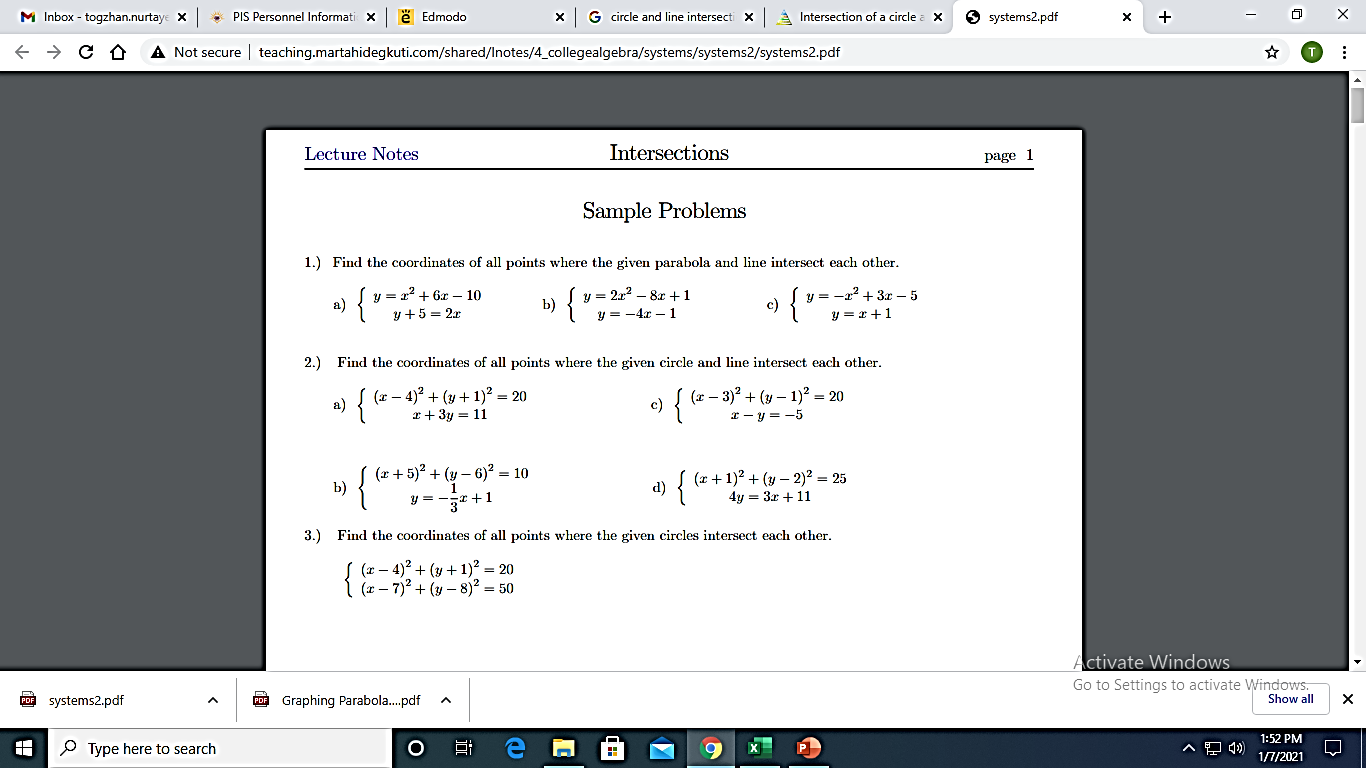 Inbox - togzhan.nurtaye
PIS Personnel Informati
Edmodo
circle and line intersecti
Intersection of a circle a
systems2.pdf
Not secure | teaching.martahidegkuti.com/shared/lnotes/4_collegealgebra/systems/systems2/systems2.pdf
T
Lecture Notes Intersections page 1
Sample Problems
1.) Find the coordinates of all points where the given parabola and line intersect each other.
a) { y = x² + 6x − 10
y + 5 = 2x
b) { y = 2x² − 8x + 1
y = −4x − 1
c) { y = −x² + 3x − 5
y = x + 1
2.) Find the coordinates of all points where the given circle and line intersect each other.
a) { (x − 4)² + (y + 1)² = 20
x + 3y = 11
c) { (x − 3)² + (y − 1)² = 20
x − y = −5
b) { (x + 5)² + (y − 6)² = 10
y = −1/3x + 1
d) { (x + 1)² + (y − 2)² = 25
4y = 3x + 11
3.) Find the coordinates of all points where the given circles intersect each other.
{ (x − 4)² + (y + 1)² = 20
(x − 7)² + (y − 8)² = 50
Activate Windows
Go to Settings to activate Windows.
systems2.pdf
Graphing Parabola....pdf
Show all
Type here to search
1:52 PM
1/7/2021